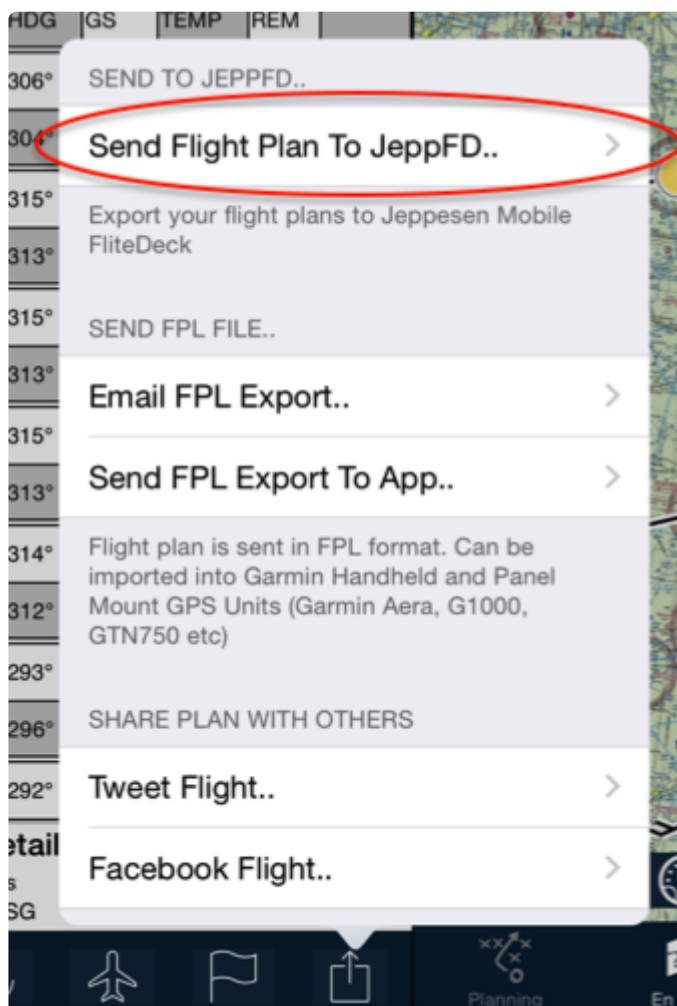 HDG GS TEMP REM
306°
SEND TO JEPPFD..
304°
Send Flight Plan To JeppFD..
315°
Export your flight plans to Jeppesen Mobile
FliteDeck
313°
315°
SEND FPL FILE..
313°
Email FPL Export..
315°
Send FPL Export To App..
313°
314°
Flight plan is sent in FPL format. Can be
imported into Garmin Handheld and Panel
312°
Mount GPS Units (Garmin Aera, G1000,
GTN750 etc)
293°
296°
SHARE PLAN WITH OTHERS
292°
Tweet Flight..
etail
s
SG
Facebook Flight..
Planning
En